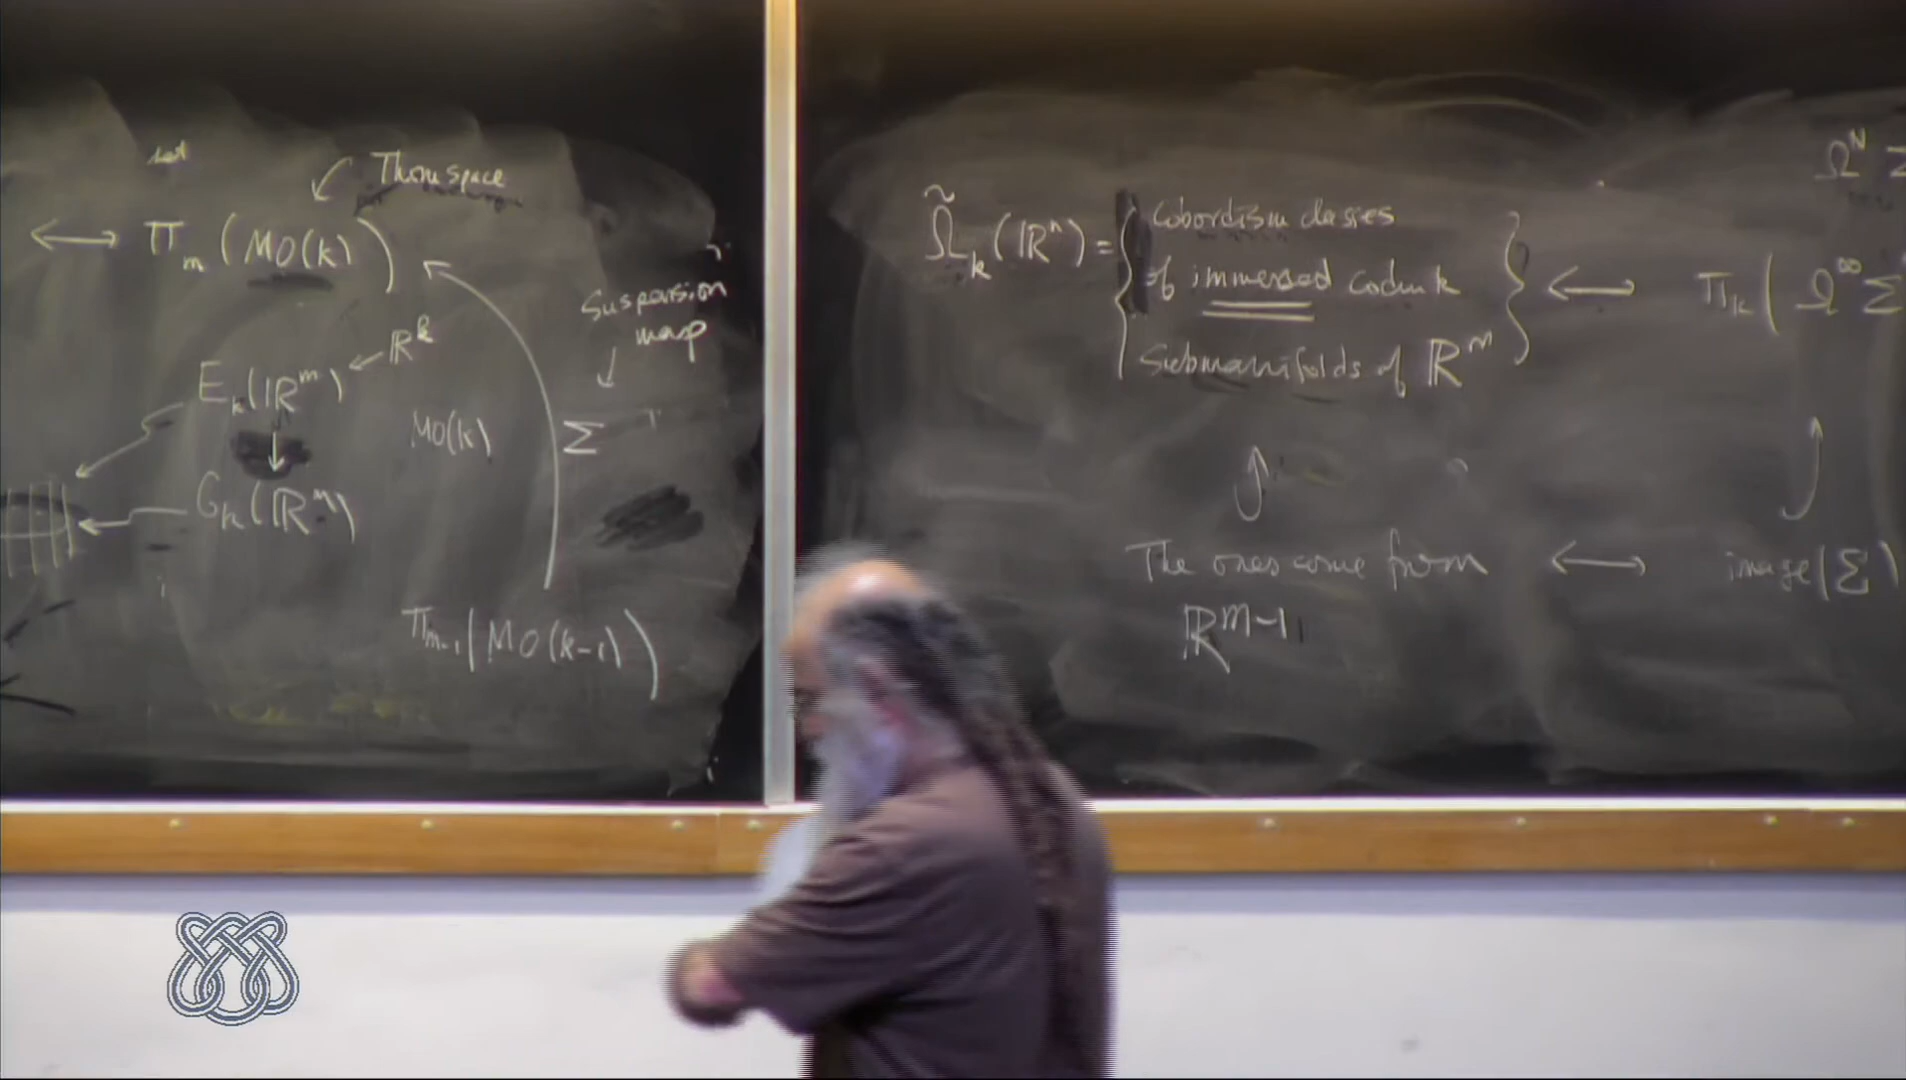 Thom space
←→ π_m (MO(k))
Suspension
map
E_k(ℝ^m) ← ℝ^k
MO(k)
Σ
↓
G_k(ℝ^m)
π_{m-1}(MO(k-1))
Ω^N Σ
Ω̃_k(ℝ^n) = { Cobordism classes
of immersed codim k
Submanifolds of ℝ^m } ←→ π_k( Ω^∞ Σ
The ones come from ←→ image(Σ)
ℝ^{m-1}